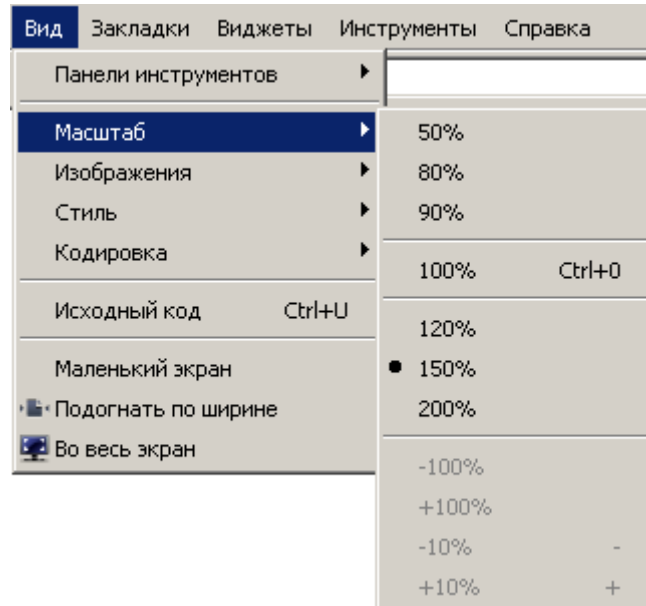 Вид Закладки Виджеты Инструменты Справка
Панели инструментов
Масштаб
Изображения
Стиль
Кодировка
Исходный код Ctrl+U
Маленький экран
Подогнать по ширине
Во весь экран
50%
80%
90%
100% Ctrl+0
120%
150%
200%
-100%
+100%
-10% -
+10% +